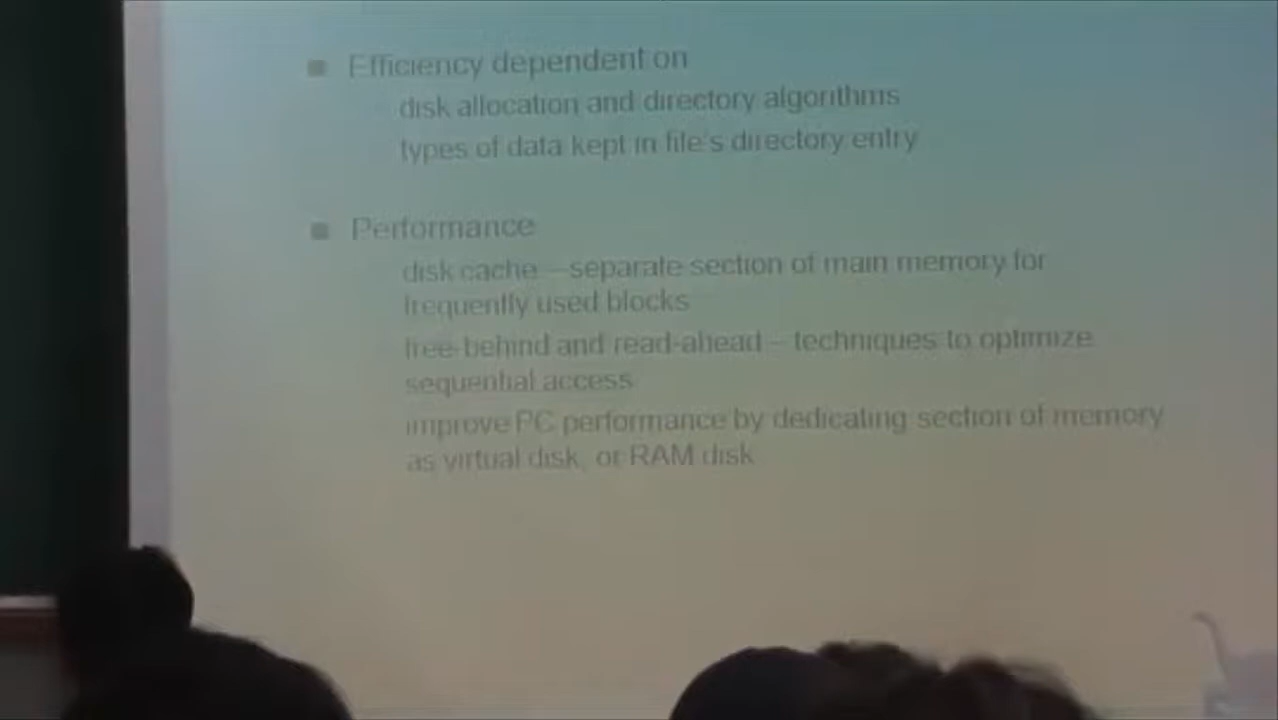 Efficiency dependent on
disk allocation and directory algorithms
types of data kept in file's directory entry
Performance
disk cache – separate section of main memory for
frequently used blocks
free-behind and read-ahead – techniques to optimize
sequential access
improve PC performance by dedicating section of memory
as virtual disk, or RAM disk